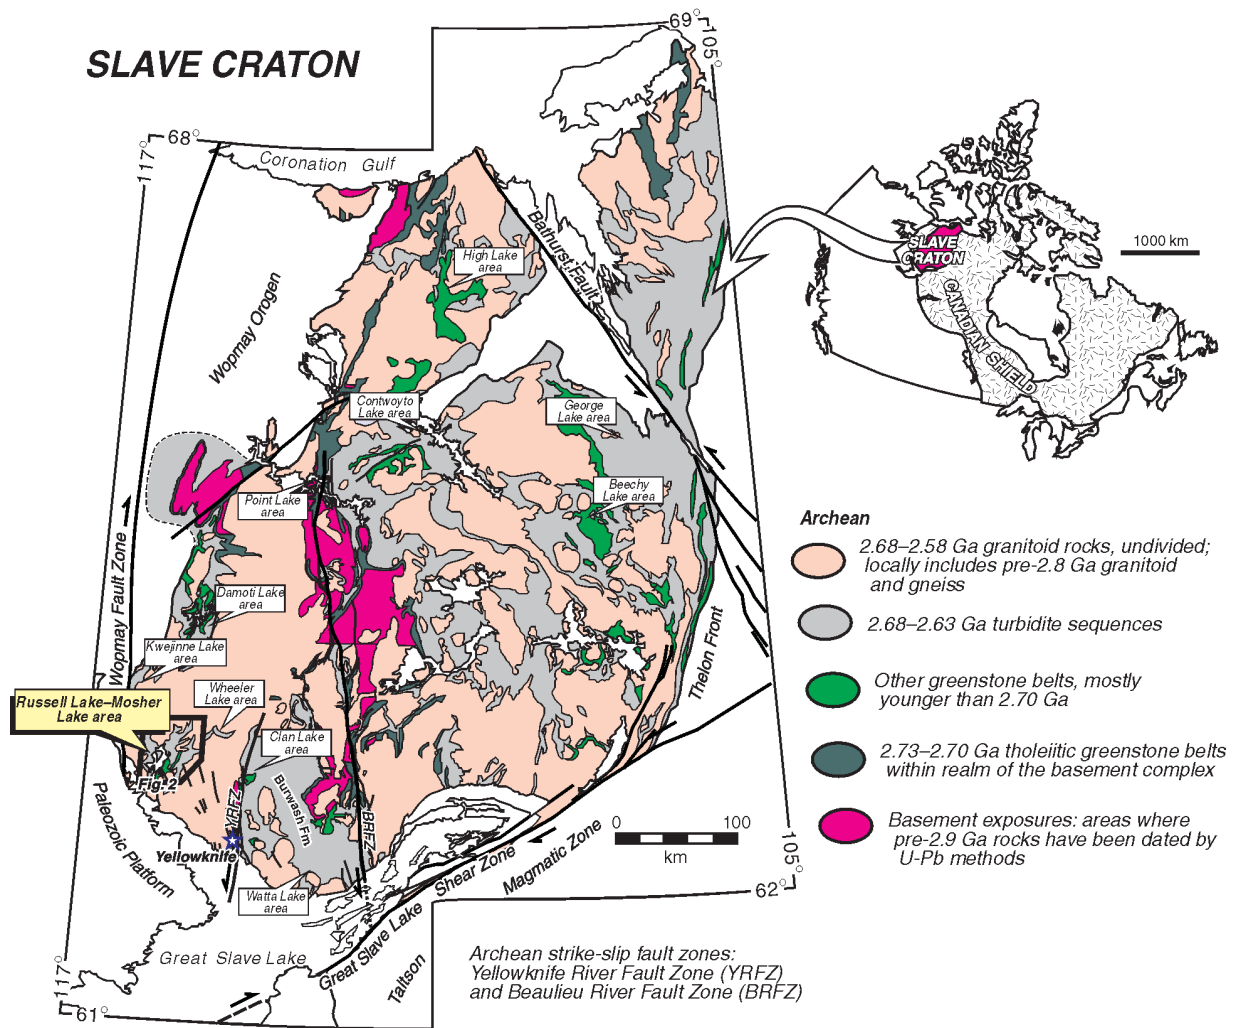 SLAVE CRATON
69°
105°
68°
117°
Coronation Gulf
Bathurst Fault
High Lake
area
Wopmay Orogen
SLAVE
CRATON
1000 km
CANADIAN SHIELD
Contwoyto
Lake area
George
Lake area
Beechy
Lake area
Point Lake
area
Wopmay Fault Zone
Damoti Lake
area
Kwejinne Lake
area
Wheeler
Lake area
Russell Lake–Mosher
Lake area
Clan Lake
area
Fig. 2
Burwash Frm
YRFZ
BRFZ
Yellowknife
Paleozoic Platform
Watta Lake
area
Thelon Front
Great Slave Lake
Great Slave Lake Shear Zone
Taltson Magmatic Zone
0 100
km
105°
62°
117°
61°
Archean
2.68–2.58 Ga granitoid rocks, undivided;
locally includes pre-2.8 Ga granitoid
and gneiss
2.68–2.63 Ga turbidite sequences
Other greenstone belts, mostly
younger than 2.70 Ga
2.73–2.70 Ga tholeiitic greenstone belts
within realm of the basement complex
Basement exposures: areas where
pre-2.9 Ga rocks have been dated by
U-Pb methods
Archean strike-slip fault zones:
Yellowknife River Fault Zone (YRFZ)
and Beaulieu River Fault Zone (BRFZ)